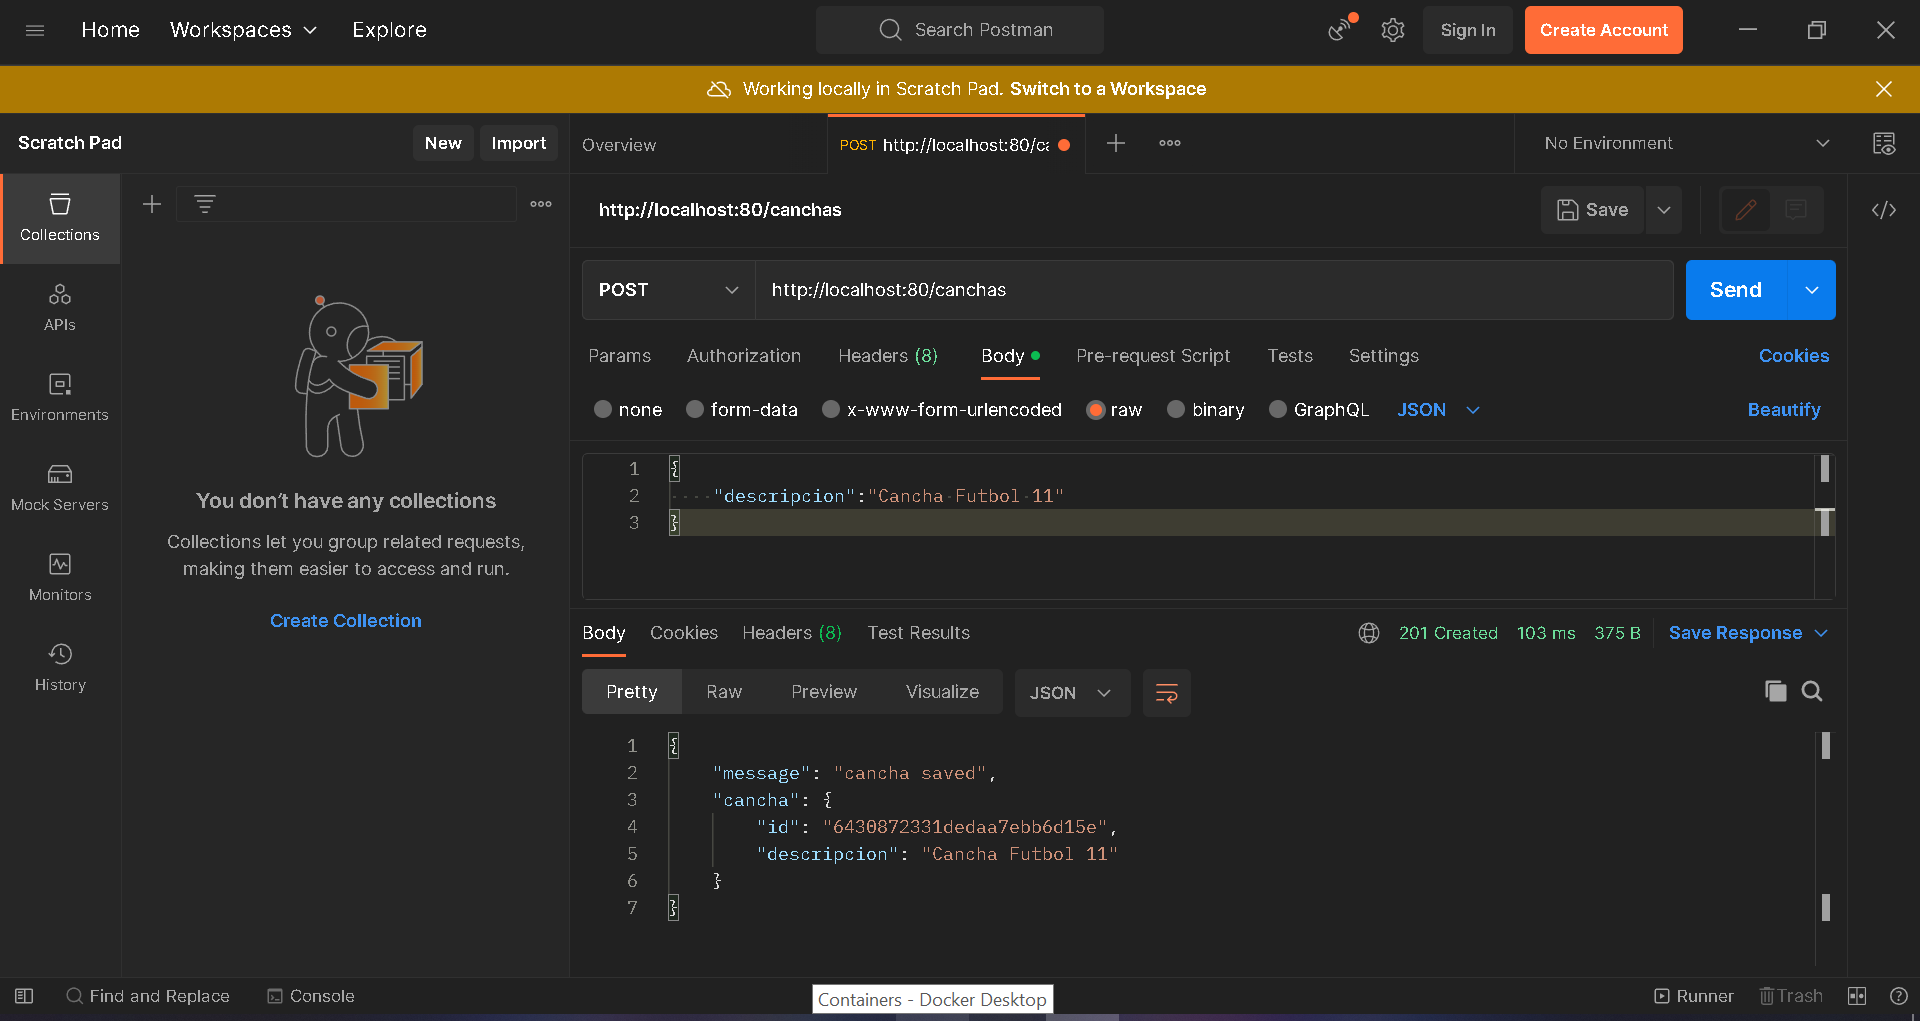 Home Workspaces Explore Search Postman Sign In Create Account
Working locally in Scratch Pad. Switch to a Workspace
Scratch Pad New Import
Overview POST http://localhost:80/ca No Environment
Collections
APIs
Environments
Mock Servers
Monitors
History
You don't have any collections
Collections let you group related requests,
making them easier to access and run.
Create Collection
http://localhost:80/canchas Save
POST http://localhost:80/canchas Send
Params Authorization Headers (8) Body Pre-request Script Tests Settings Cookies
none form-data x-www-form-urlencoded raw binary GraphQL JSON Beautify
1 {
2 "descripcion":"Cancha Futbol 11"
3 }
Body Cookies Headers (8) Test Results 201 Created 103 ms 375 B Save Response
Pretty Raw Preview Visualize JSON
1 {
2 "message": "cancha saved",
3 "cancha": {
4 "id": "6430872331dedaa7ebb6d15e",
5 "descripcion": "Cancha Futbol 11"
6 }
7 }
Find and Replace Console Containers - Docker Desktop Runner Trash